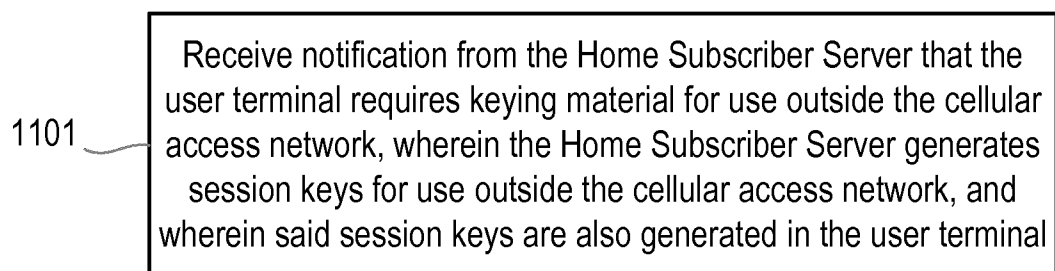 Receive notification from the Home Subscriber Server that the
user terminal requires keying material for use outside the cellular
1101
access network, wherein the Home Subscriber Server generates
session keys for use outside the cellular access network, and
wherein said session keys are also generated in the user terminal